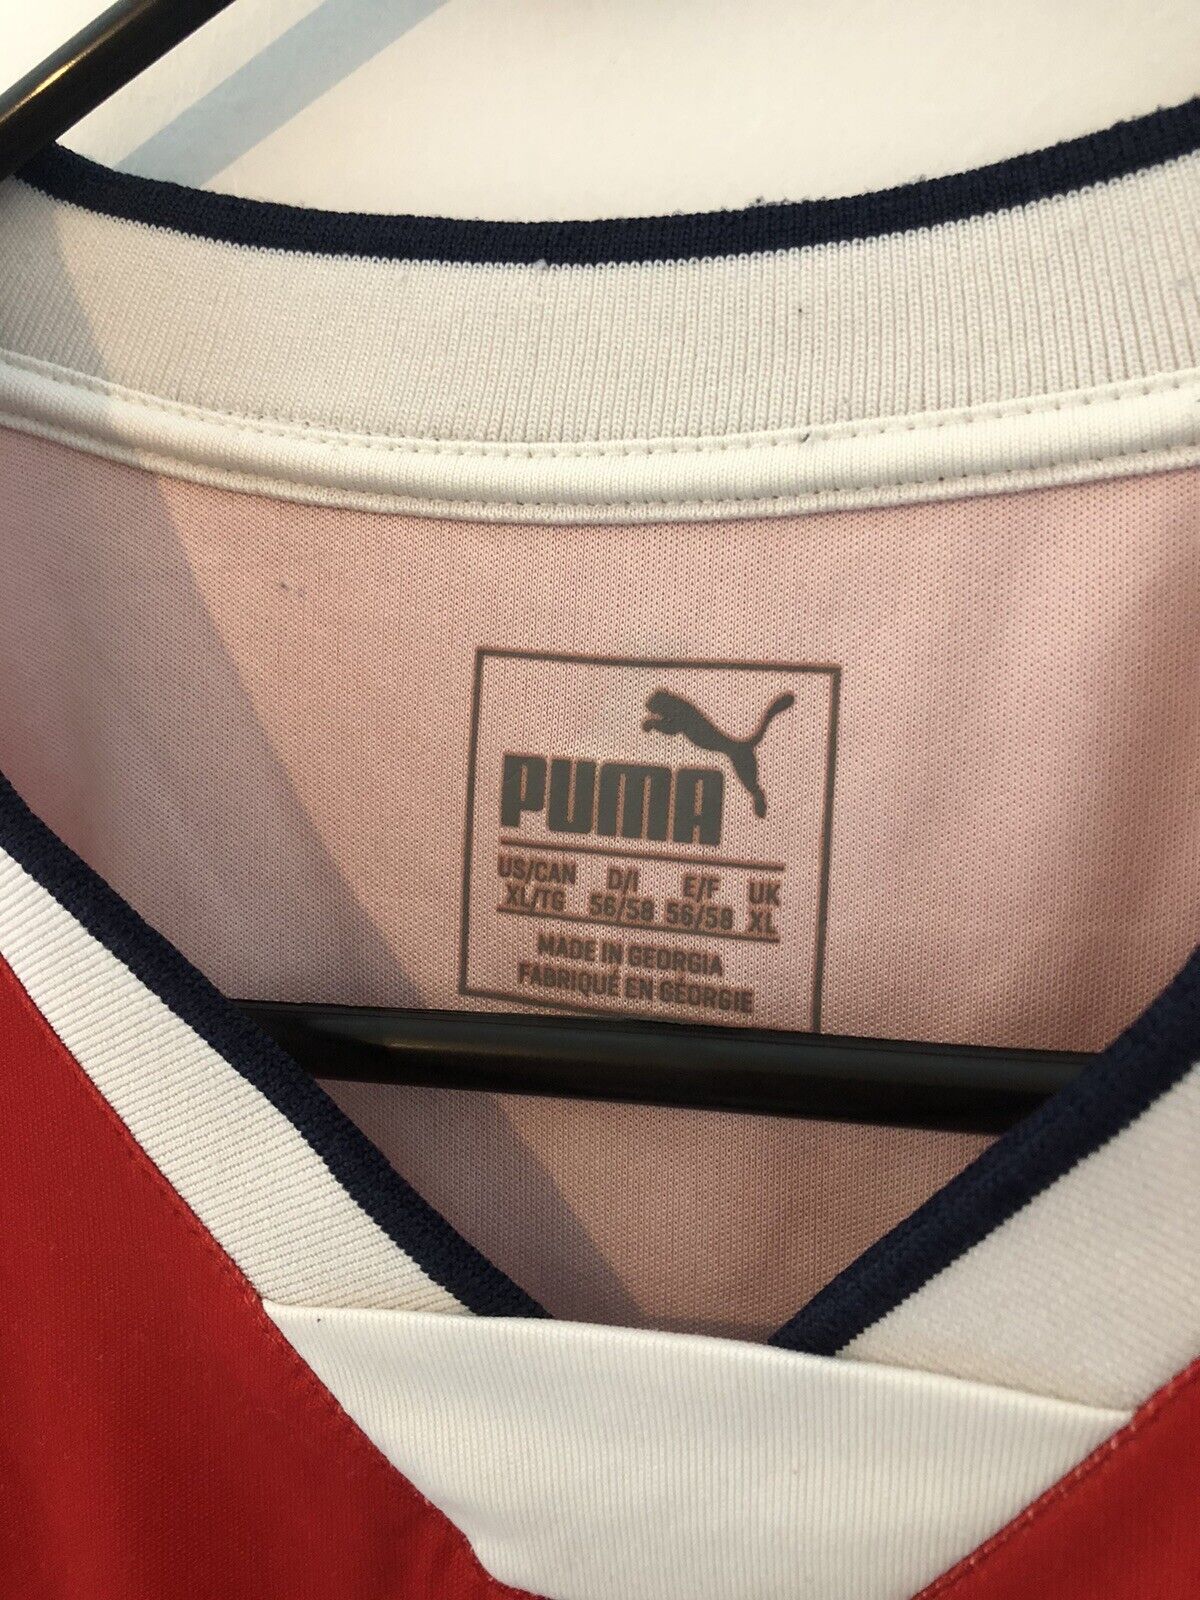 PUMA
US/CAN D/I E/F UK
XL/TG 56/58 56/58 XL
MADE IN GEORGIA
FABRIQUÉ EN GÉORGIE